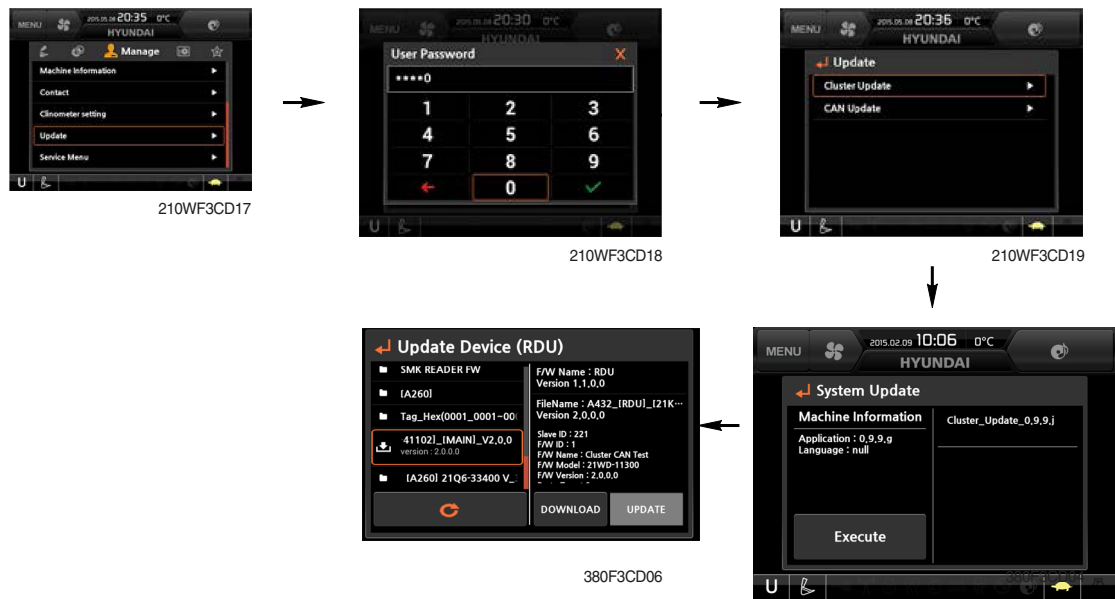 MENU
2015.05.08 20:35 0°C
HYUNDAI
Manage
Machine Information
Contact
Clinometer setting
Update
Service Menu
U
210WF3CD17
MENU
20:30 0°C
HYUNDAI
User Password X
****0
1 2 3
4 5 6
7 8 9
0
U
210WF3CD18
MENU
2015.05.08 20:36 0°C
HYUNDAI
Update
Cluster Update
CAN Update
U
210WF3CD19
Update Device (RDU)
SMK READER FW
[A260]
Tag_Hex(0001_0001~00
41102]_[MAIN]_V2,0,0
version : 2.0.0.0
[A260] 21Q6-33400 V_
F/W Name : RDU
Version 1,1,0,0
FileName : A432_[RDU]_[21K···
Version 2,0,0,0
Slave ID : 221
F/W ID : 1
F/W Name : Cluster CAN Test
F/W Model : 21WD-11300
F/W Version : 2,0,0,0
DOWNLOAD UPDATE
380F3CD06
MENU
2015.02.09 10:06 0°C
HYUNDAI
System Update
Machine Information
Application : 0,9,9,g
Language : null
Cluster_Update_0,9,9,j
Execute
U